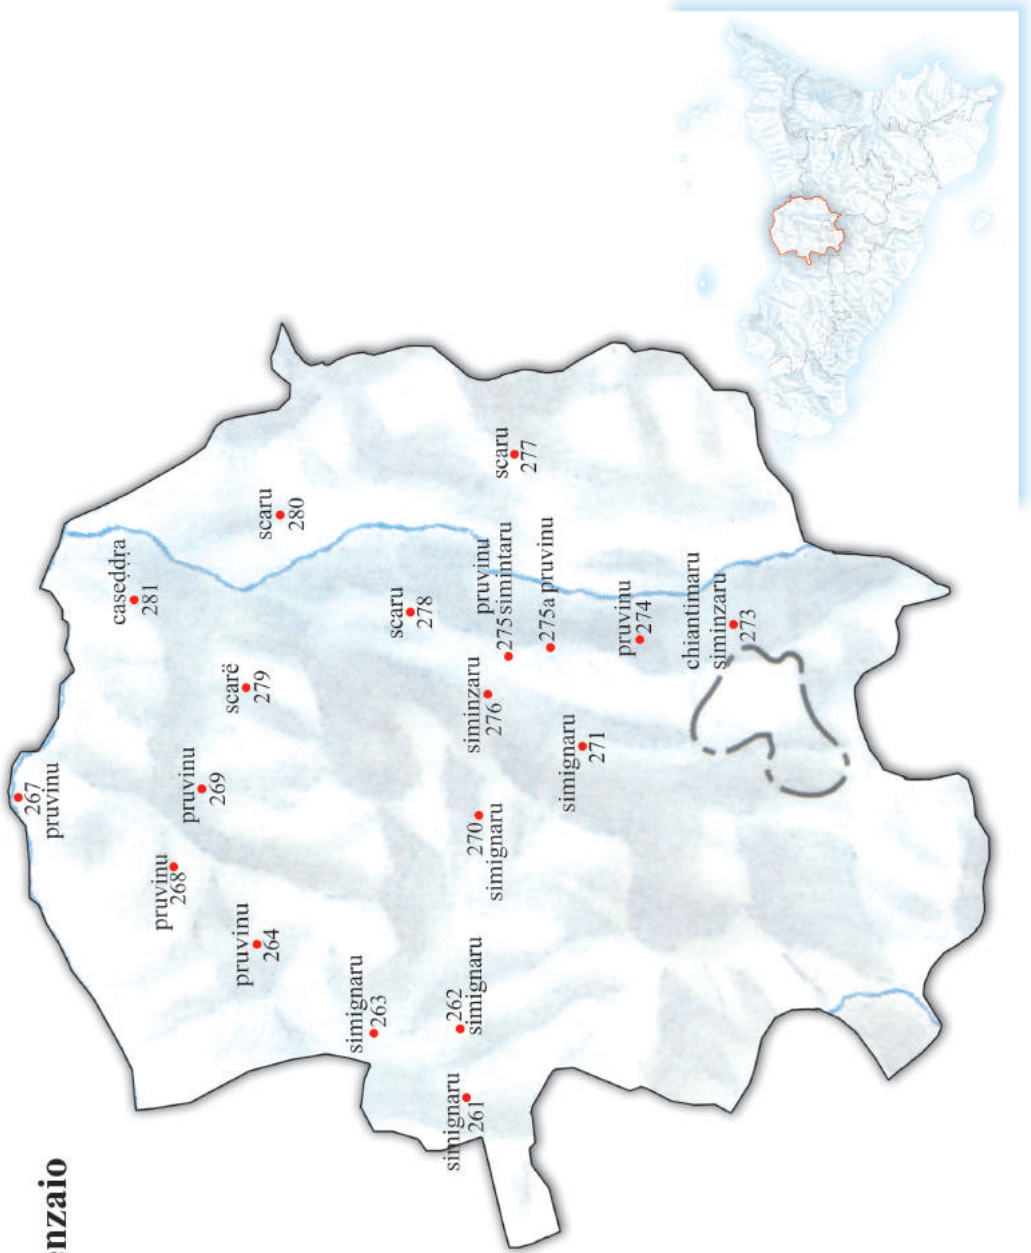 enzaio
267
pruvinu
caseḍḍra
281
pruvinu
268
pruvinu
269
scarë
279
scaru
280
pruvinu
264
simignaru
263
scaru
278
262
simignaru
simignaru
261
270
simignaru
siminzaru
276
pruvinu
275 simintaru
scaru
277
275a pruvinu
simignaru
271
pruvinu
274
chiantimaru
siminzaru
273